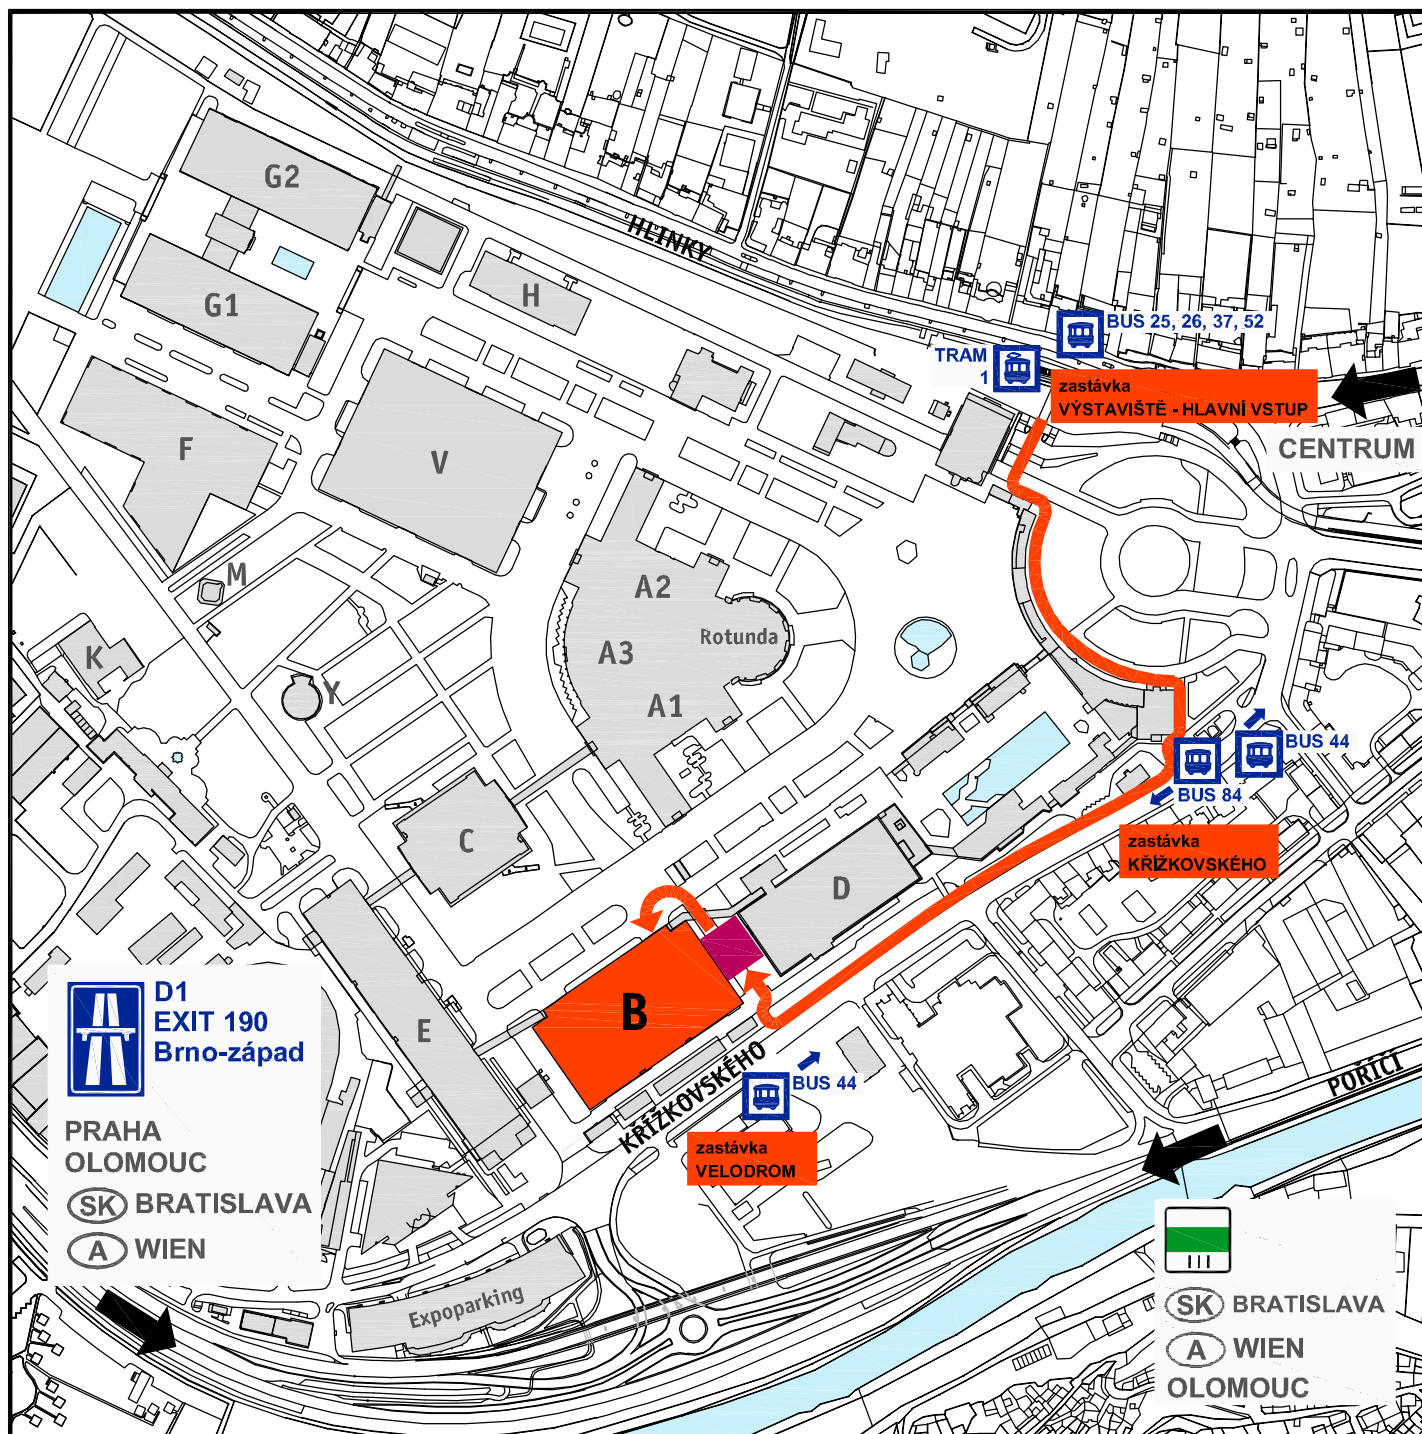 G2
HLINKY
G1
H
BUS 25, 26, 37, 52
TRAM
1
zastávka
VÝSTAVIŠTĚ - HLAVNÍ VSTUP
CENTRUM
F
V
M
A2
Rotunda
K
A3
Y
A1
BUS 44
BUS 84
zastávka
KŘÍŽKOVSKÉHO
C
D
B
E
D1
EXIT 190
Brno-západ
PRAHA
OLOMOUC
SK BRATISLAVA
A WIEN
KŘÍŽKOVSKÉHO
BUS 44
zastávka
VELODROM
POŘÍČÍ
Expoparking
SK BRATISLAVA
A WIEN
OLOMOUC